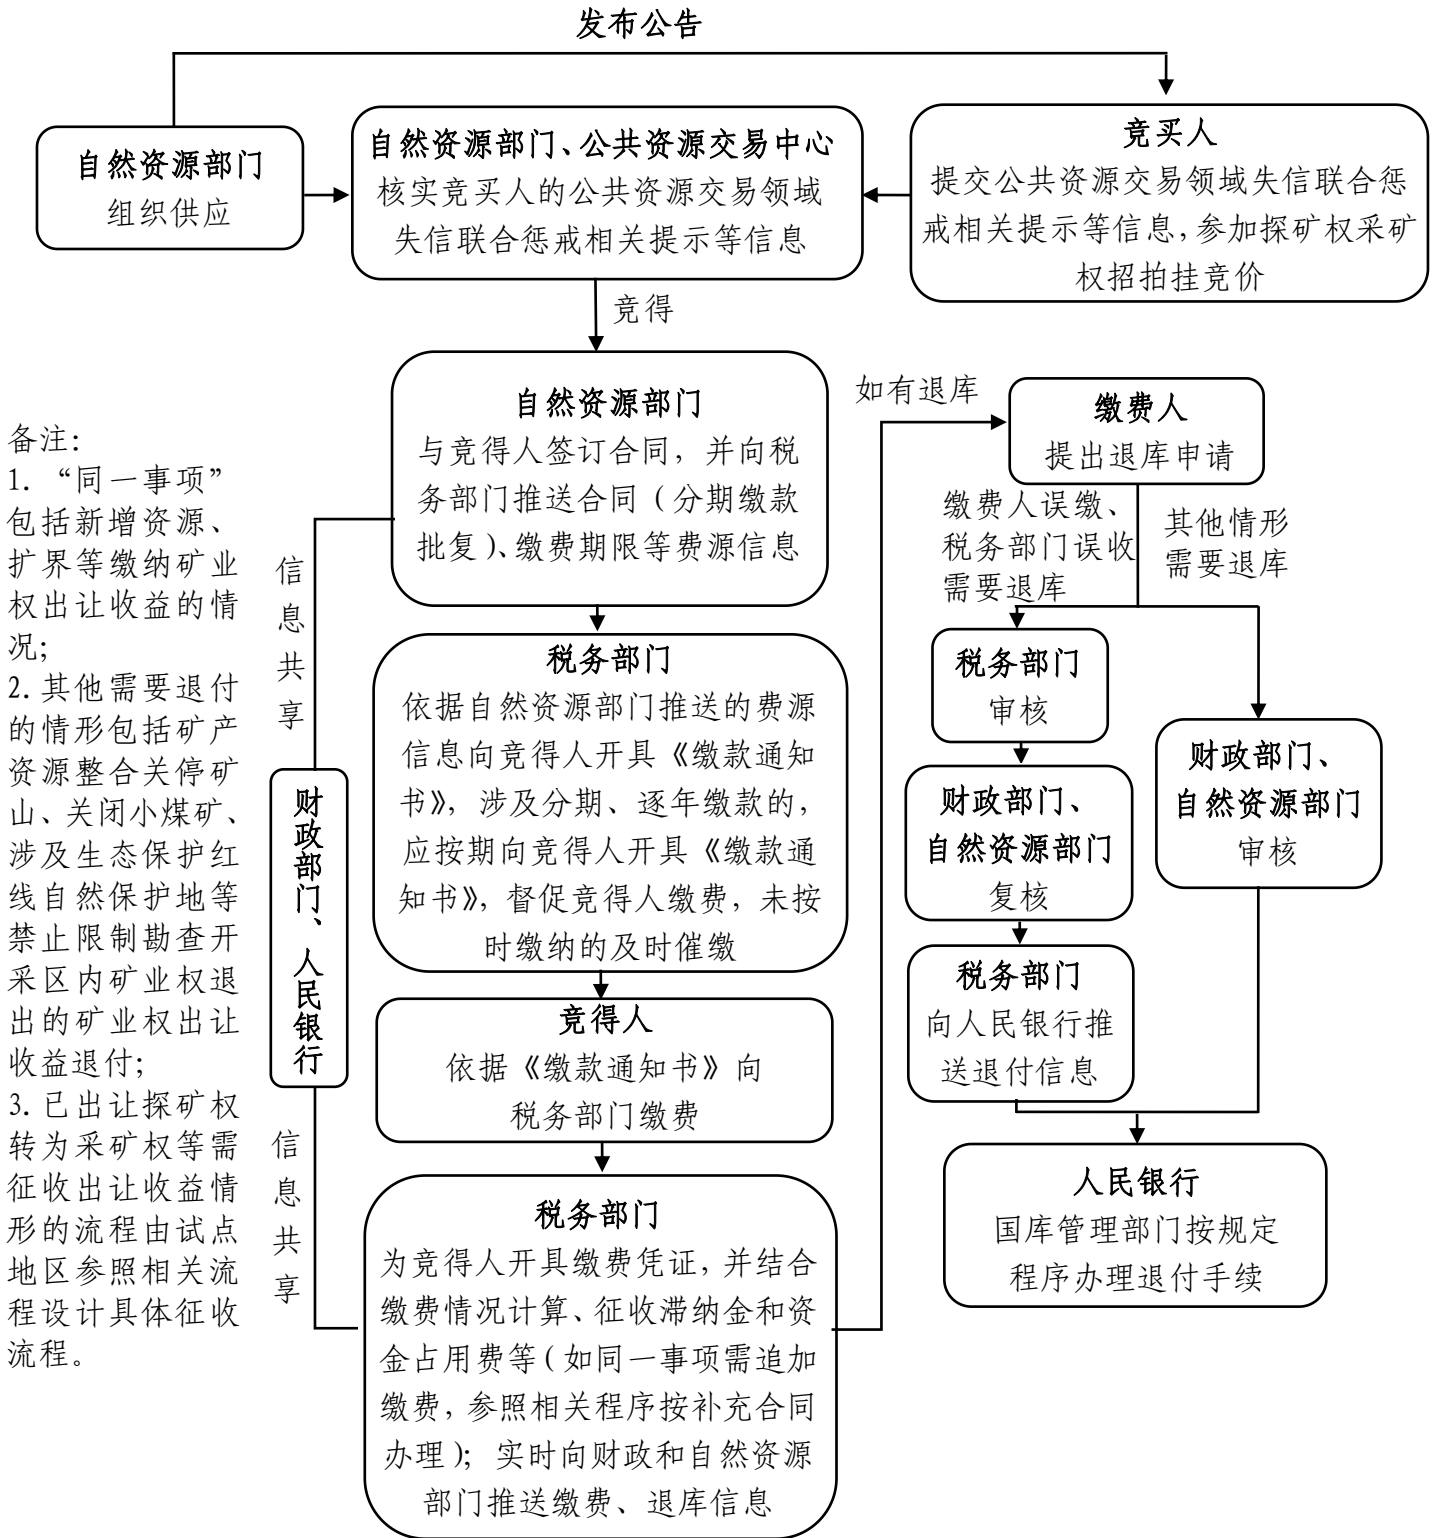 发布公告
自然资源部门
组织供应
自然资源部门、公共资源交易中心
核实竞买人的公共资源交易领域
失信联合惩戒相关提示等信息
竞买人
提交公共资源交易领域失信联合惩
戒相关提示等信息，参加探矿权采矿
权招拍挂竞价
竞得
自然资源部门
与竞得人签订合同，并向税
务部门推送合同（分期缴款
批复）、缴费期限等费源信息
税务部门
依据自然资源部门推送的费源
信息向竞得人开具《缴款通知
书》，涉及分期、逐年缴款的，
应按期向竞得人开具《缴款通
知书》，督促竞得人缴费，未按
时缴纳的及时催缴
竞得人
依据《缴款通知书》向
税务部门缴费
税务部门
为竞得人开具缴费凭证，并结合
缴费情况计算、征收滞纳金和资
金占用费等（如同一事项需追加
缴费，参照相关程序按补充合同
办理）；实时向财政和自然资源
部门推送缴费、退库信息
信息共享
财政部门、人民银行
信息共享
如有退库
缴费人
提出退库申请
缴费人误缴、
税务部门误收
需要退库
其他情形
需要退库
税务部门
审核
财政部门、
自然资源部门
复核
税务部门
向人民银行推
送退付信息
财政部门、
自然资源部门
审核
人民银行
国库管理部门按规定
程序办理退付手续
备注：
1. “同一事项”
包括新增资源、
扩界等缴纳矿业
权出让收益的情
况；
2.其他需要退付
的情形包括矿产
资源整合关停矿
山、关闭小煤矿、
涉及生态保护红
线自然保护地等
禁止限制勘查开
采区内矿业权退
出的矿业权出让
收益退付；
3.已出让探矿权
转为采矿权等需
征收出让收益情
形的流程由试点
地区参照相关流
程设计具体征收
流程。